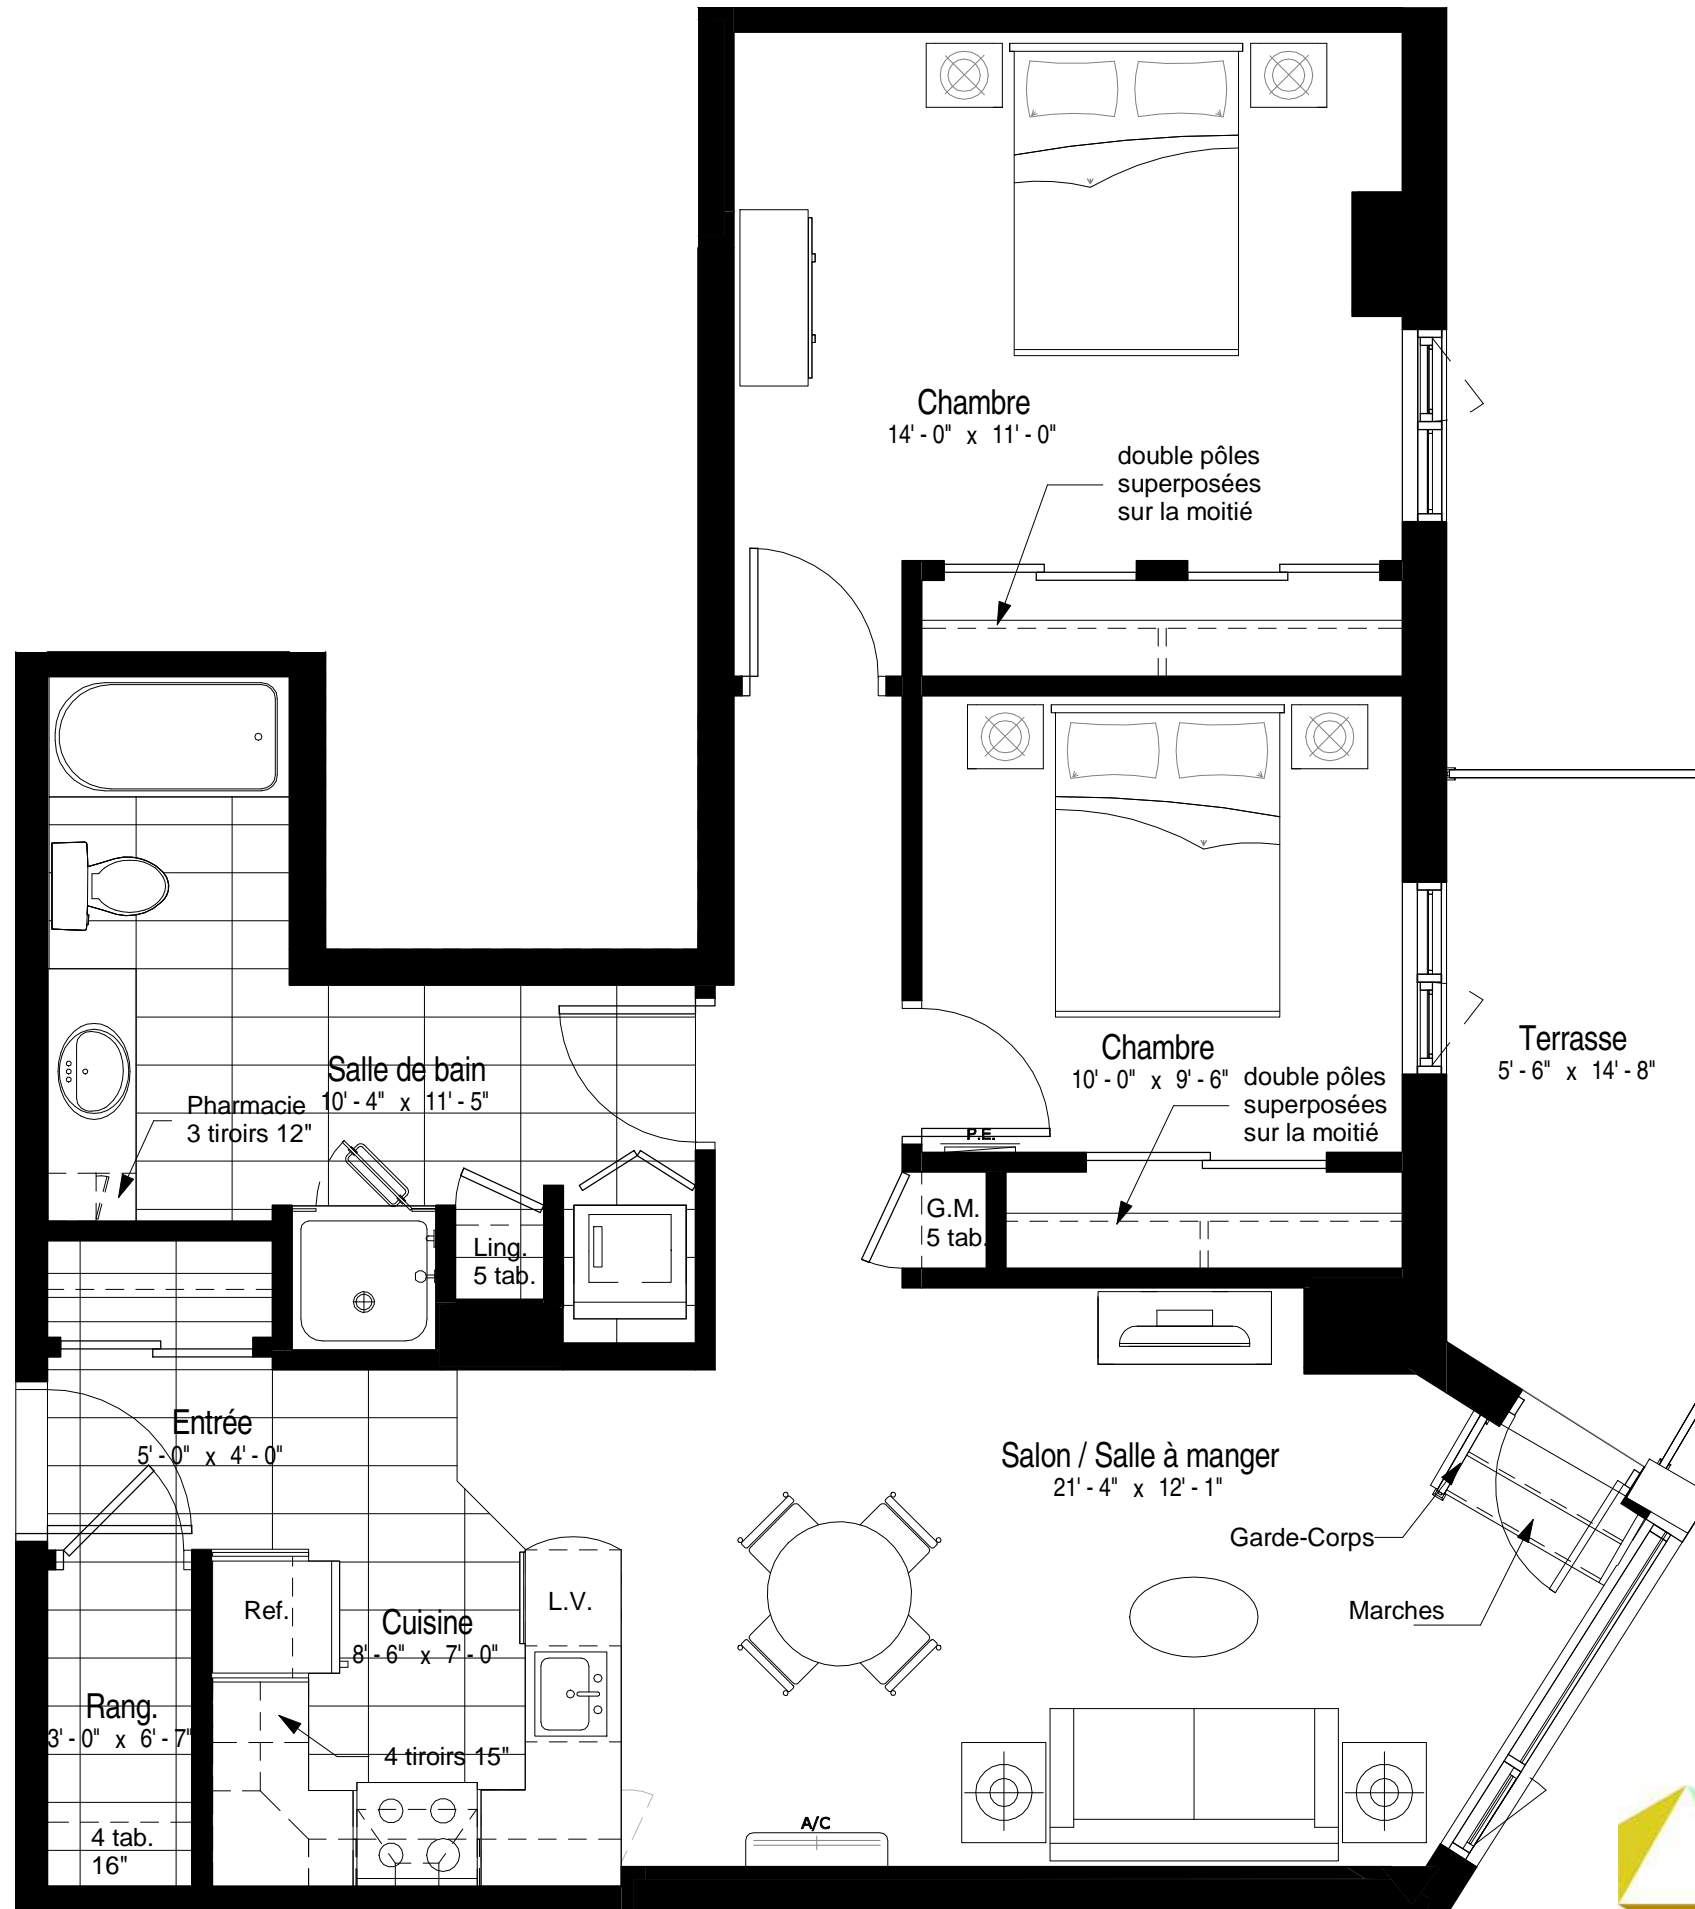 Chambre
14' - 0" x 11' - 0"
double pôles
superposées
sur la moitié
Chambre
10' - 0" x 9' - 6"
double pôles
superposées
sur la moitié
P.E.
Terrasse
5' - 6" x 14' - 8"
Salle de bain
10' - 4" x 11' - 5"
Pharmacie
3 tiroirs 12"
G.M.
5 tab.
Ling.
5 tab.
Entrée
5' - 0" x 4' - 0"
Salon / Salle à manger
21' - 4" x 12' - 1"
Garde-Corps
Marches
Ref.
L.V.
Cuisine
8' - 6" x 7' - 0"
Rang.
3' - 0" x 6' - 7"
4 tiroirs 15"
4 tab.
16"
A/C